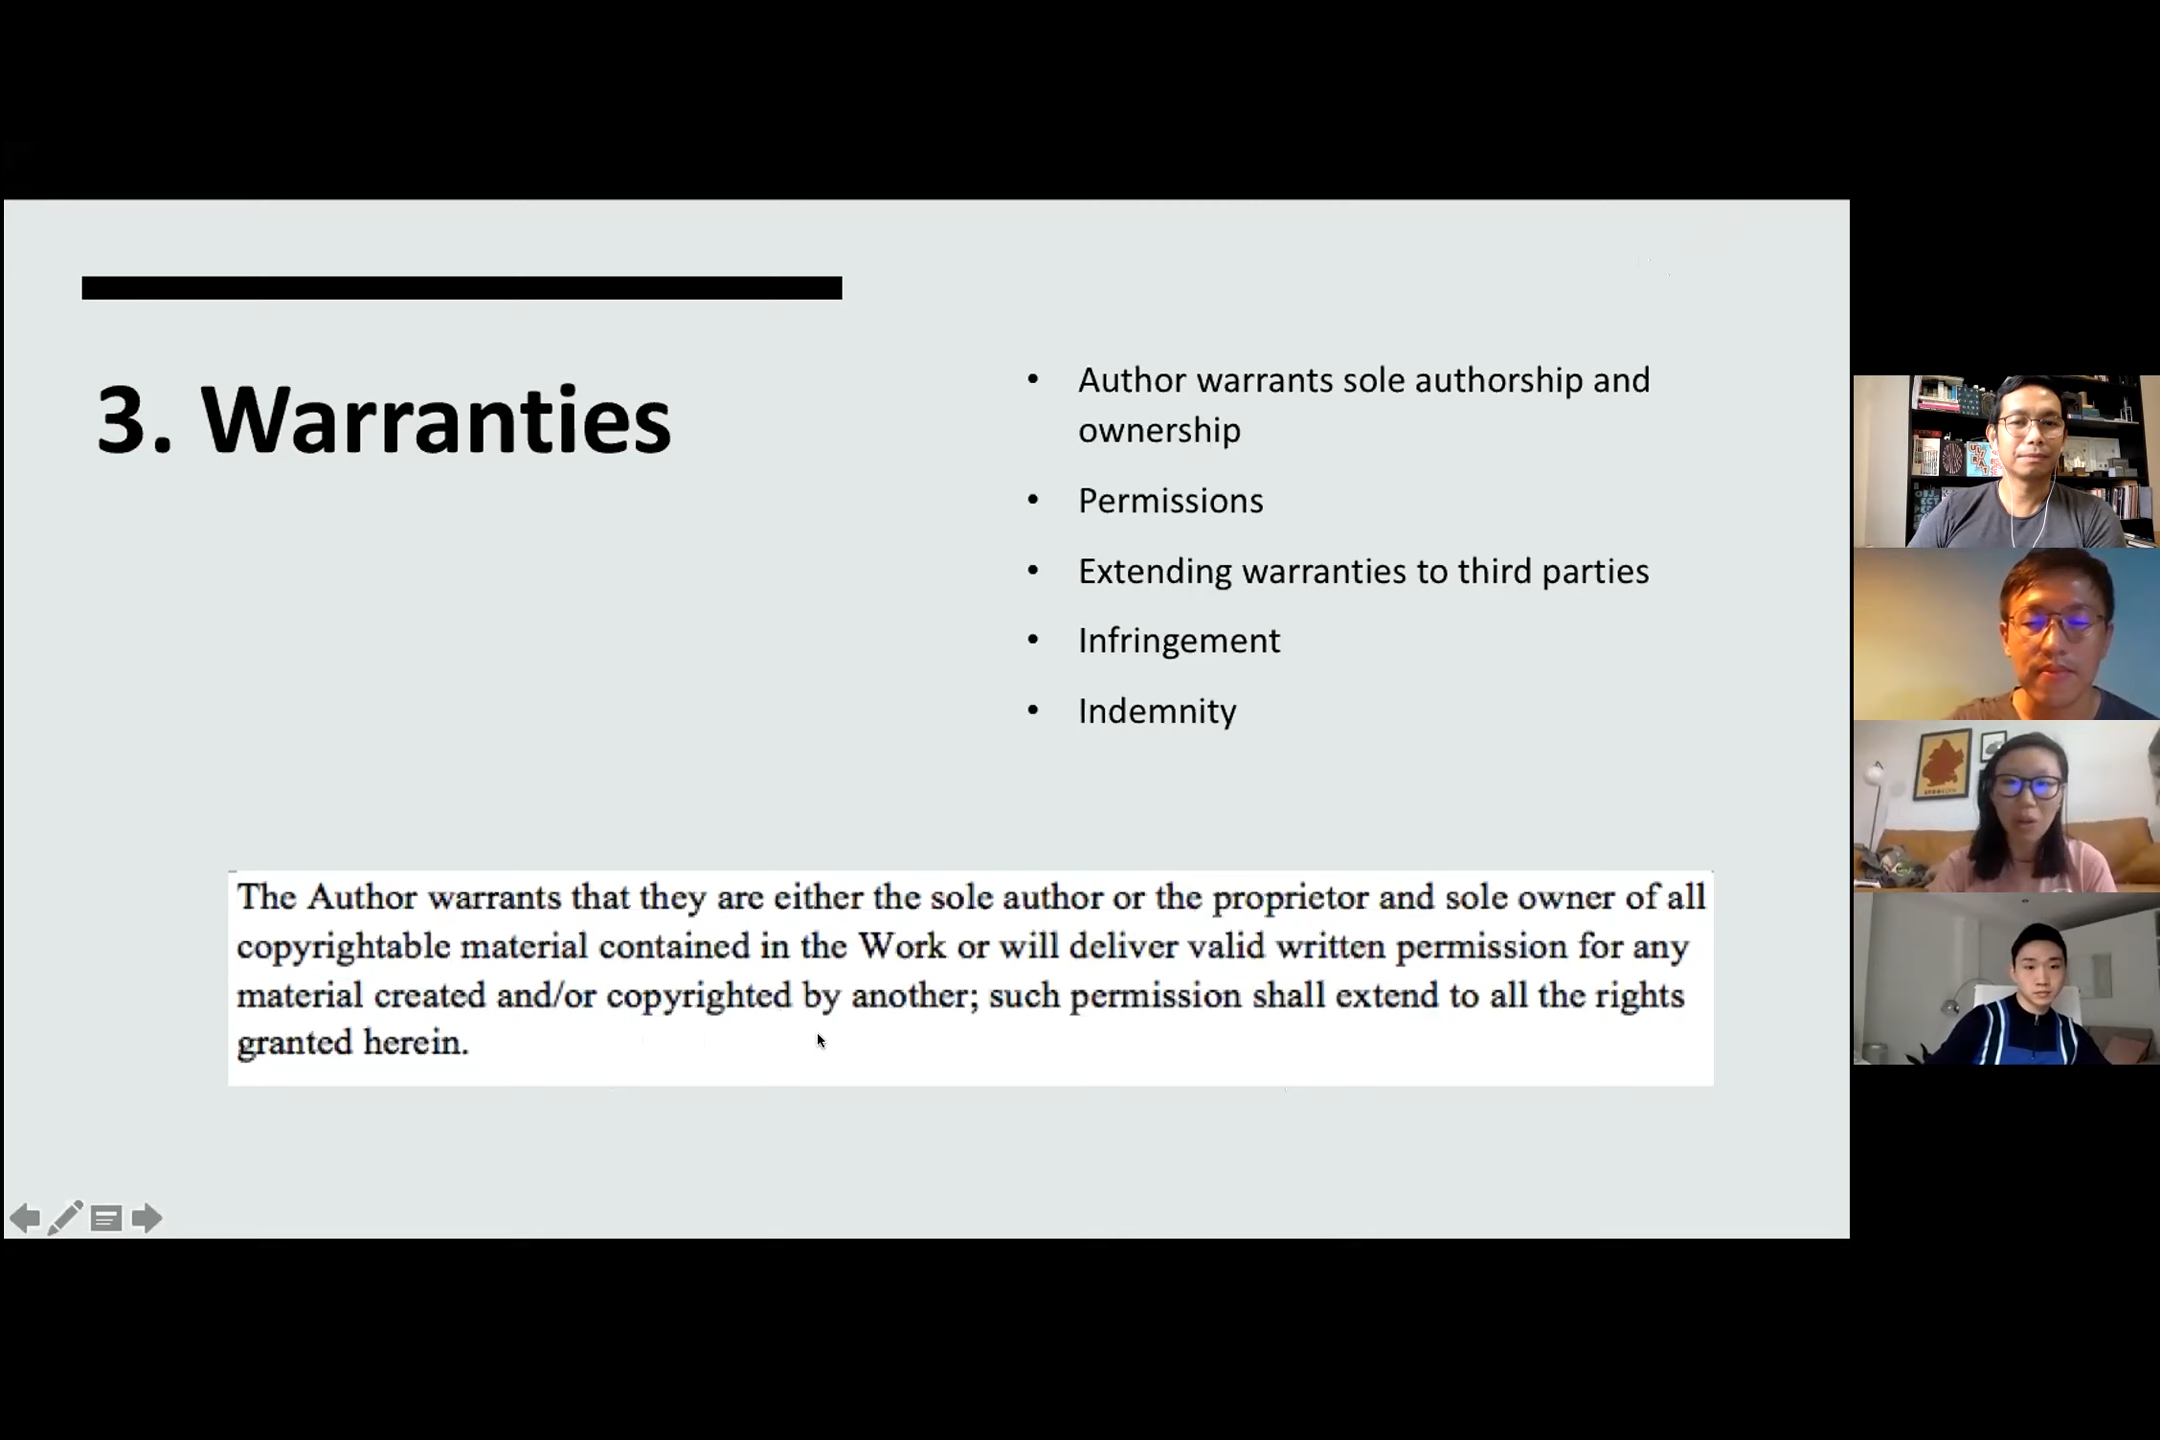 3. Warranties
• Author warrants sole authorship and
ownership
• Permissions
• Extending warranties to third parties
• Infringement
• Indemnity
The Author warrants that they are either the sole author or the proprietor and sole owner of all
copyrightable material contained in the Work or will deliver valid written permission for any
material created and/or copyrighted by another; such permission shall extend to all the rights
granted herein.